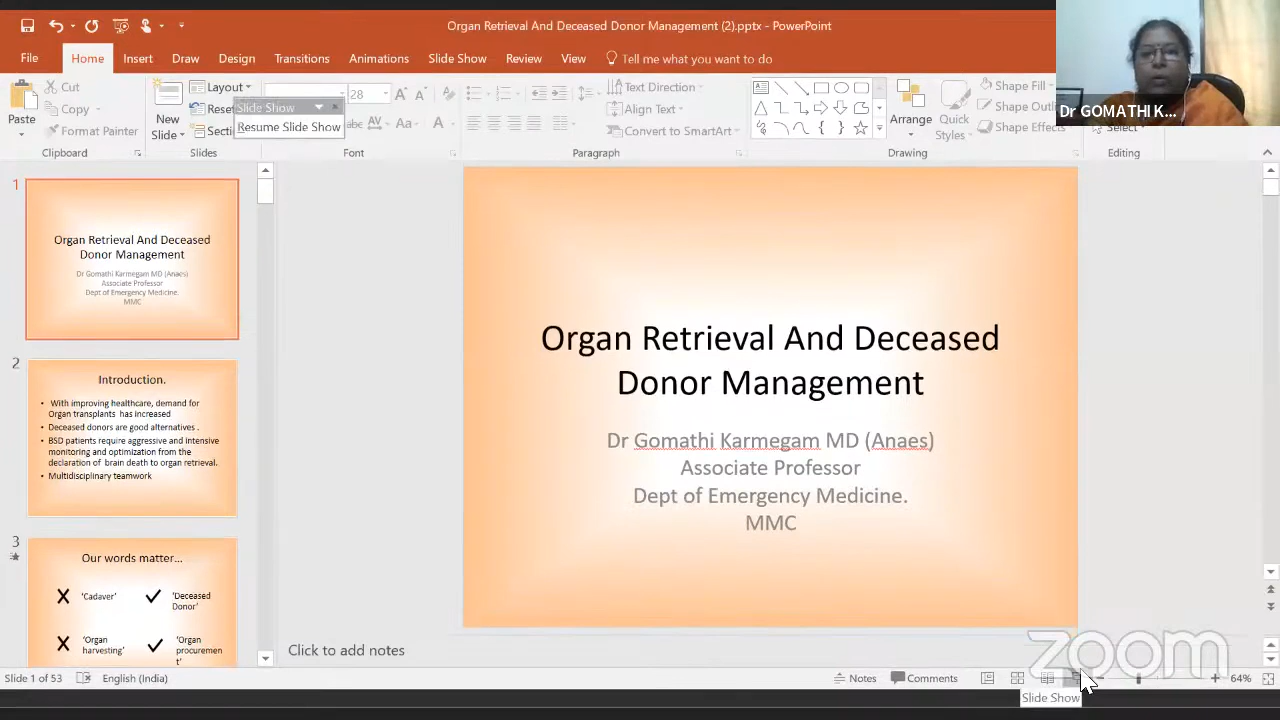 Organ Retrieval And Deceased Donor Management (2).pptx - PowerPoint
File Home Insert Draw Design Transitions Animations Slide Show Review View Tell me what you want to do
Dr GOMATHI K...
Paste
Cut
Copy
Format Painter
Clipboard
New
Slide
Layout
Slides
Slide Show
Resume Slide Show
28
Aa
A
Font
Text Direction
Align Text
Convert to SmartArt
Paragraph
Arrange
Quick
Styles
Shape Fill
Shape Effects
Drawing
Select
Editing
1
Organ Retrieval And Deceased
Donor Management
Dr Gomathi Karmegam MD (Anaes)
Associate Professor
Dept of Emergency Medicine.
MMC
2
Introduction.
• With improving healthcare, demand for
Organ transplants has increased
• Deceased donors are good alternatives .
• BSD patients require aggressive and intensive
monitoring and optimization from the
declaration of brain death to organ retrieval.
• Multidisciplinary teamwork
3
Our words matter...
X 'Cadaver' ✓ 'Deceased
Donor'
X 'Organ
harvesting' ✓ 'Organ
procuremen
t'
Organ Retrieval And Deceased
Donor Management
Dr Gomathi Karmegam MD (Anaes)
Associate Professor
Dept of Emergency Medicine.
MMC
Click to add notes
zoom
Slide 1 of 53 English (India) Notes Comments 64%
Slide Show